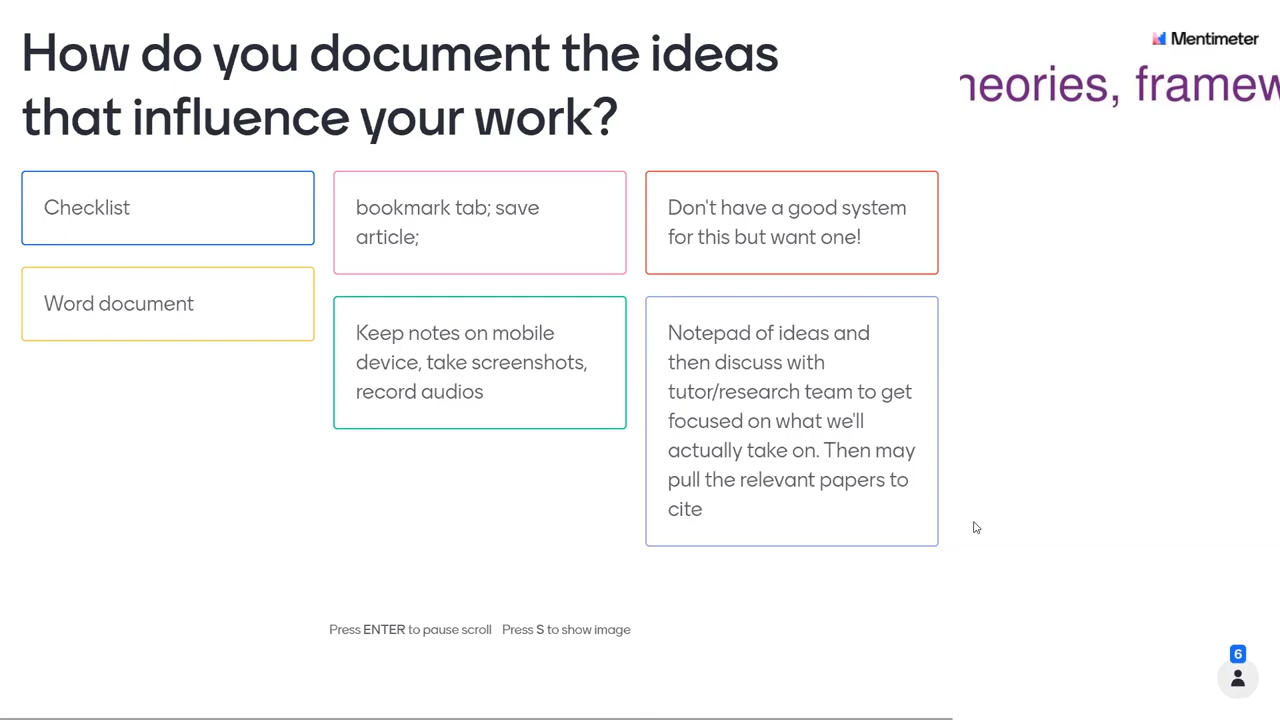 How do you document the ideas
that influence your work?
Mentimeter
heories, framew
Checklist
Word document
bookmark tab; save
article;
Keep notes on mobile
device, take screenshots,
record audios
Don't have a good system
for this but want one!
Notepad of ideas and
then discuss with
tutor/research team to get
focused on what we'll
actually take on. Then may
pull the relevant papers to
cite
Press ENTER to pause scroll Press S to show image
6